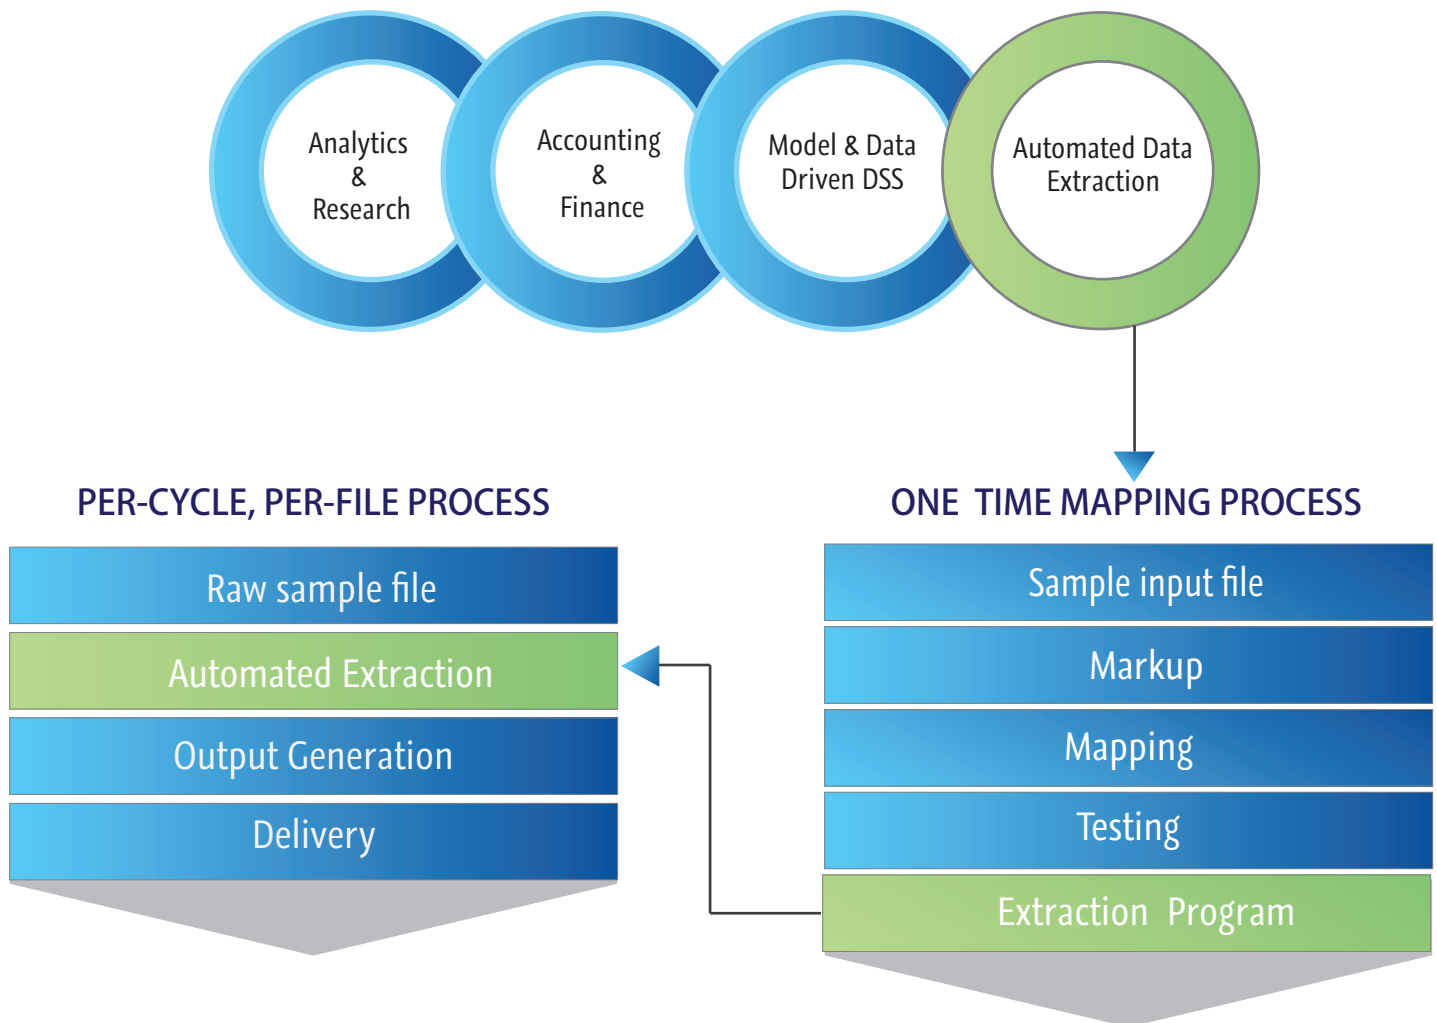 Analytics
&
Research
Accounting
&
Finance
Model & Data
Driven DSS
Automated Data
Extraction
PER-CYCLE, PER-FILE PROCESS
Raw sample file
Automated Extraction
Output Generation
Delivery
ONE TIME MAPPING PROCESS
Sample input file
Markup
Mapping
Testing
Extraction Program